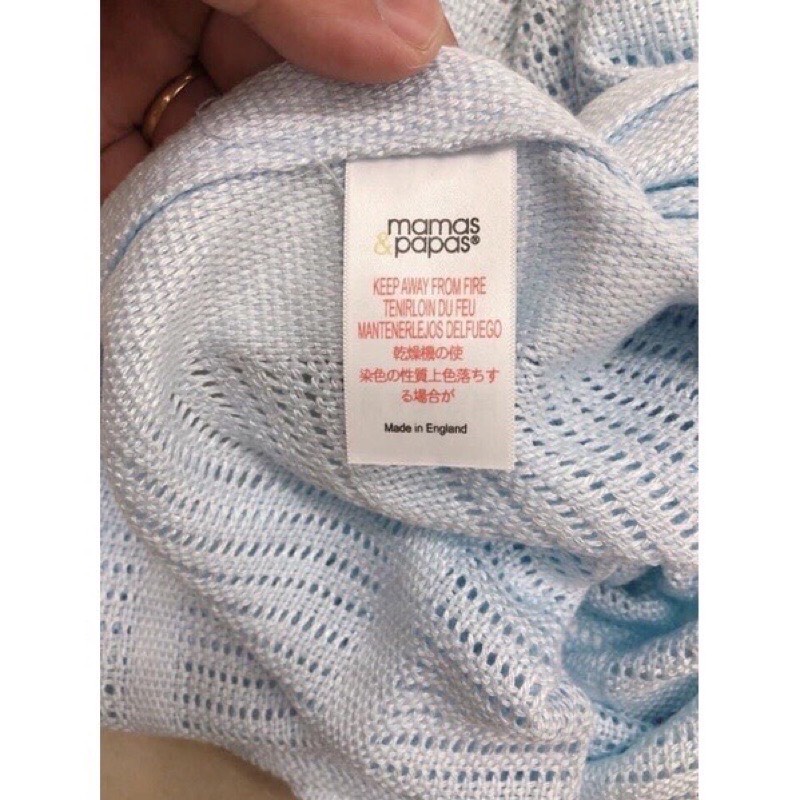 mamas
&papas®
KEEP AWAY FROM FIRE
TENIRLOIN DU FEU
MANTENERLEJOS DELFUEGO
乾燥機の使
染色の性質上色落ちす
る場合が
Made in England